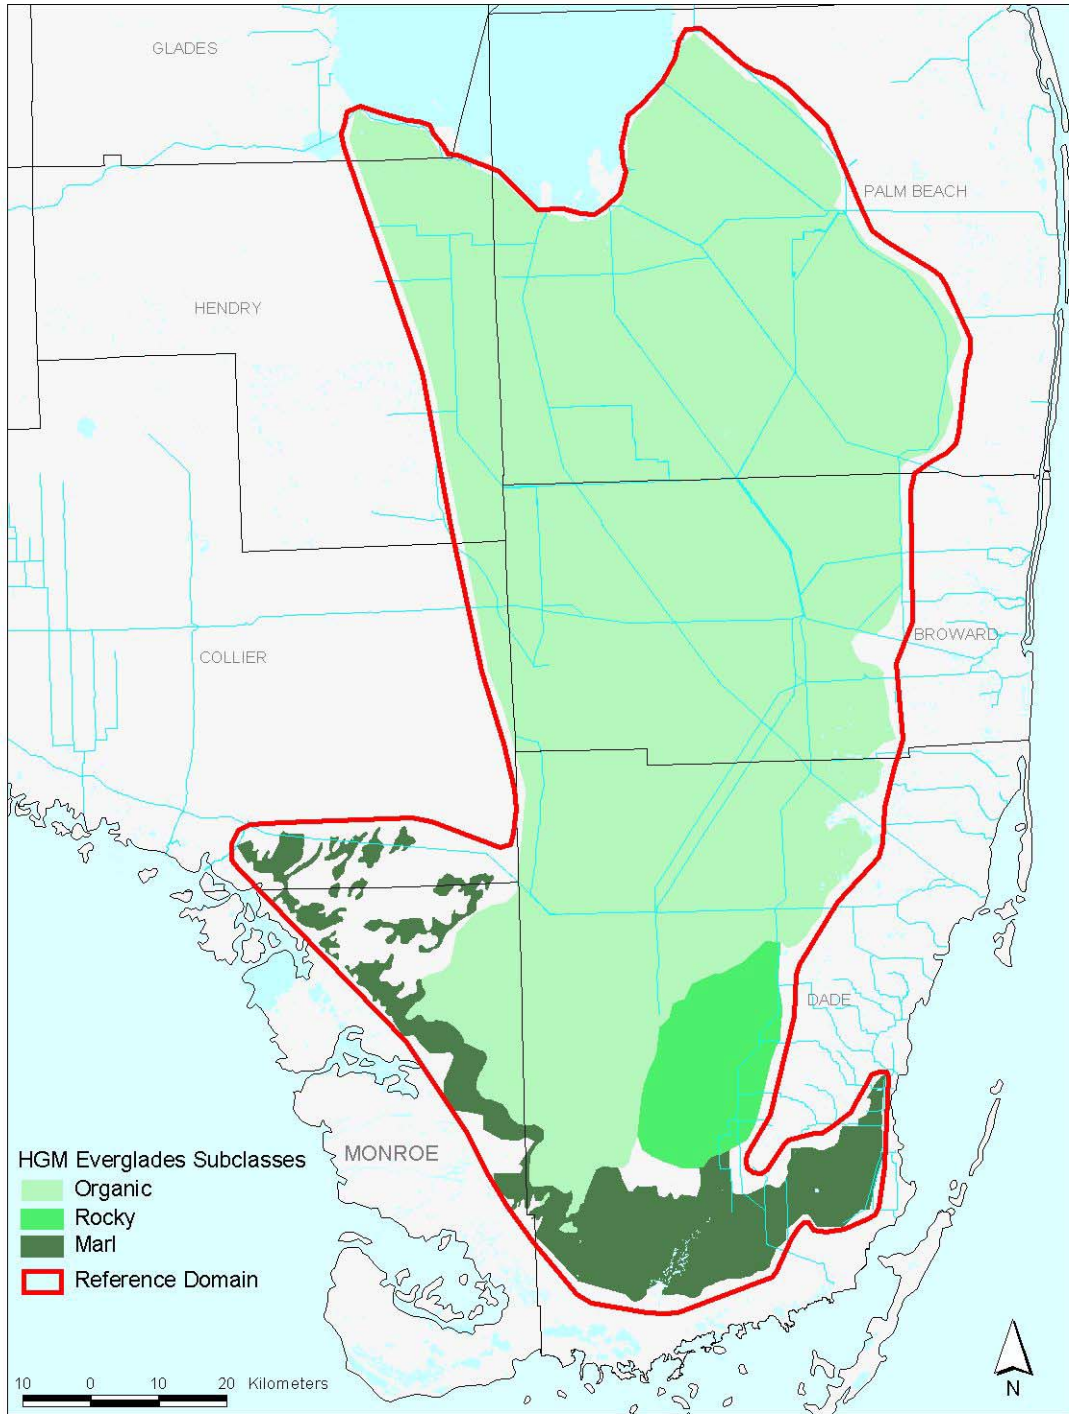 GLADES
PALM BEACH
HENDRY
BROWARD
COLLIER
DADE
MONROE
HGM Everglades Subclasses
Organic
Rocky
Marl
Reference Domain
10 0 10 20 Kilometers
N